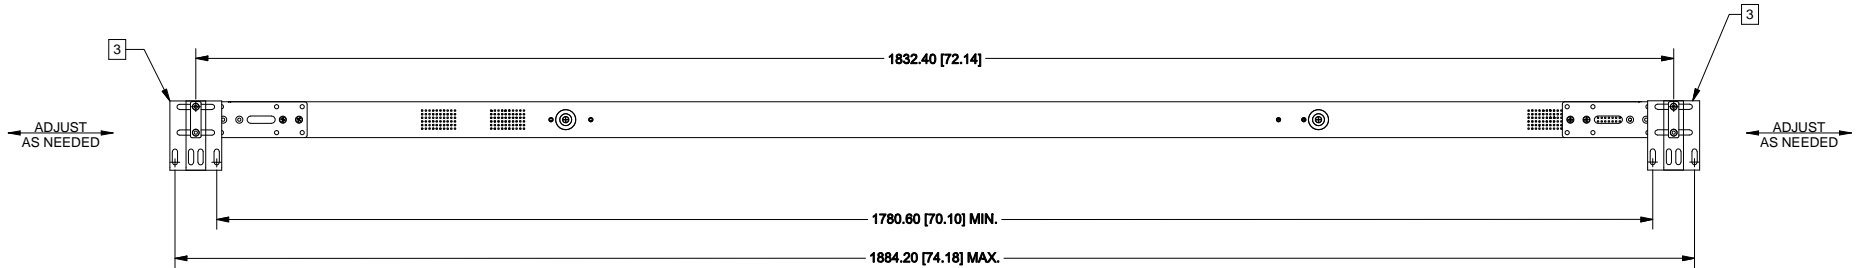 3
3
1832.40 [72.14]
ADJUST
AS NEEDED
ADJUST
AS NEEDED
1780.60 [70.10] MIN.
1884.20 [74.18] MAX.